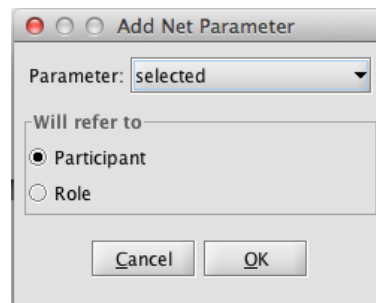 Add Net Parameter
Parameter: selected
Will refer to
Participant
Role
Cancel OK